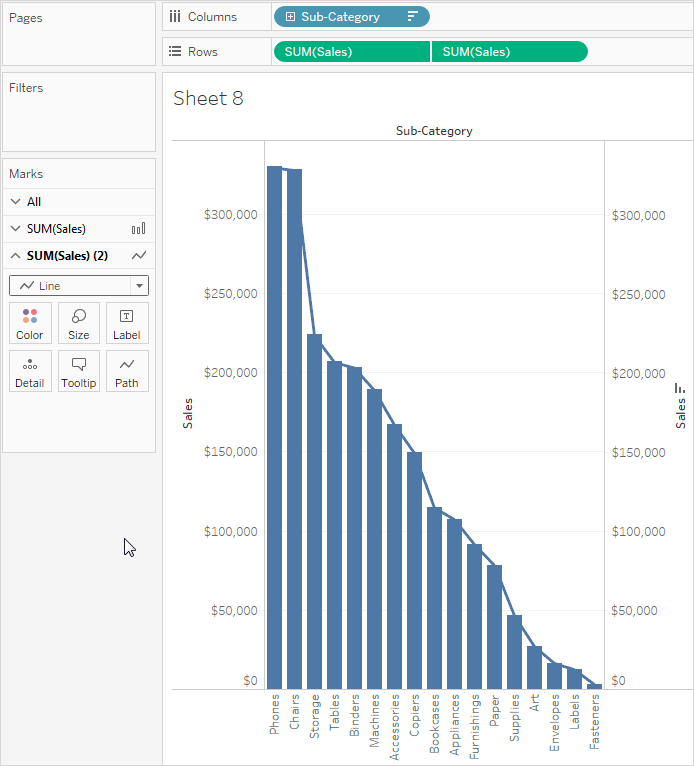 Pages
Columns
Sub-Category
Rows
SUM(Sales)
SUM(Sales)
Filters
Marks
All
SUM(Sales)
SUM(Sales) (2)
Line
Color
Size
Label
Detail
Tooltip
Path
Sheet 8
Sub-Category
Sales
$300,000
$250,000
$200,000
$150,000
$100,000
$50,000
$0
$300,000
$250,000
$200,000
$150,000
$100,000
$50,000
$0
Sales
Phones
Chairs
Storage
Tables
Binders
Machines
Accessories
Copiers
Bookcases
Appliances
Furnishings
Paper
Supplies
Art
Envelopes
Labels
Fasteners